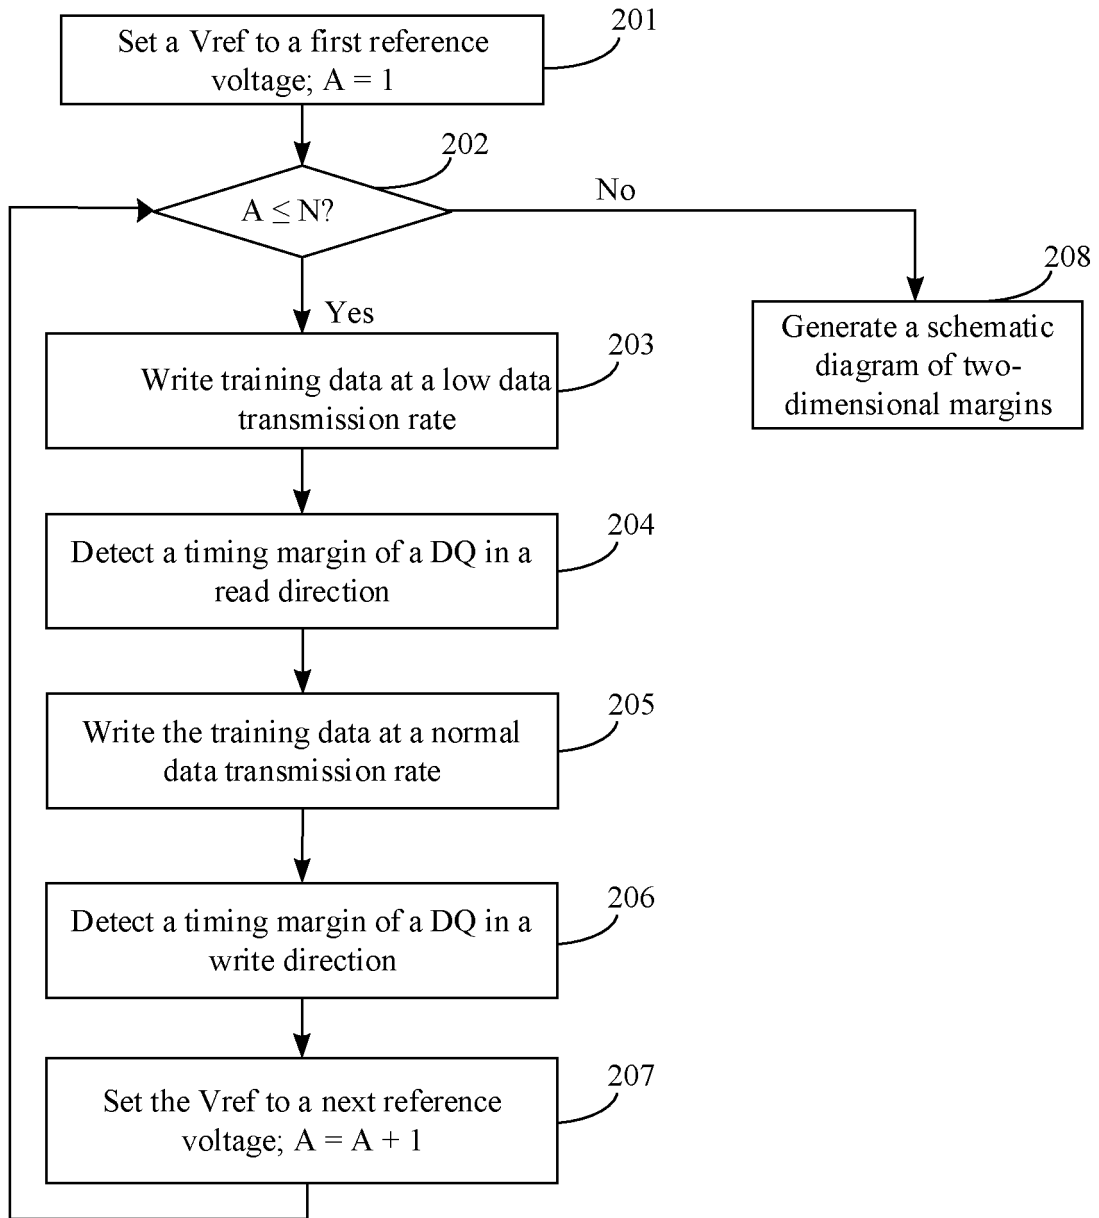 201
Set a Vref to a first reference
voltage; A = 1
202
A ≤ N?
No
Yes
208
Generate a schematic
diagram of two-
dimensional margins
203
Write training data at a low data
transmission rate
204
Detect a timing margin of a DQ in a
read direction
205
Write the training data at a normal
data transmission rate
206
Detect a timing margin of a DQ in a
write direction
207
Set the Vref to a next reference
voltage; A = A + 1